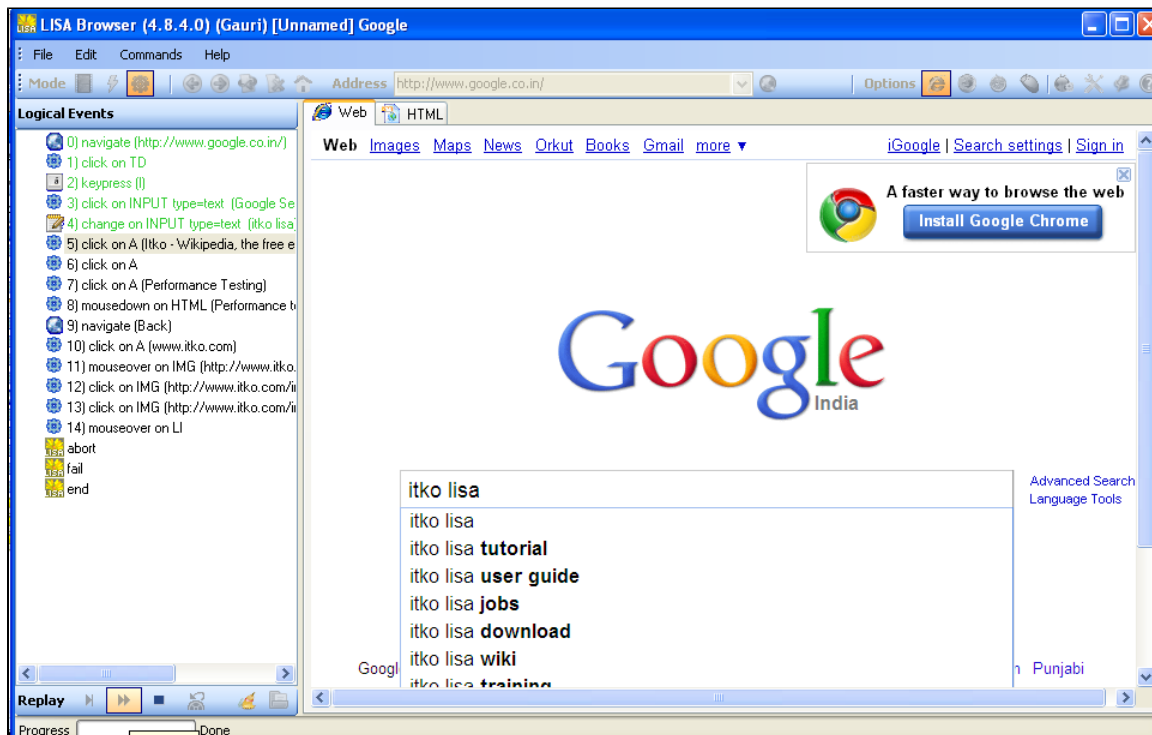 LISA Browser (4.8.4.0) (Gauri) [Unnamed] Google
File Edit Commands Help
Mode Address http://www.google.co.in/ Options
Logical Events
Web HTML
0) navigate (http://www.google.co.in/)
1) click on TD
2) keypress (I)
3) click on INPUT type=text (Google Se
4) change on INPUT type=text (itko lisa
5) click on A (Itko - Wikipedia, the free e
6) click on A
7) click on A (Performance Testing)
8) mousedown on HTML (Performance t
9) navigate (Back)
10) click on A (www.itko.com)
11) mouseover on IMG (http://www.itko.
12) click on IMG (http://www.itko.com/i
13) click on IMG (http://www.itko.com/i
14) mouseover on LI
abort
fail
end
Web Images Maps News Orkut Books Gmail more ▼ iGoogle | Search settings | Sign in
A faster way to browse the web
Install Google Chrome
Google
India
itko lisa
Advanced Search
Language Tools
itko lisa
itko lisa tutorial
itko lisa user guide
itko lisa jobs
itko lisa download
itko lisa wiki
itko lisa training
Googl Punjabi
Replay
Progress Done